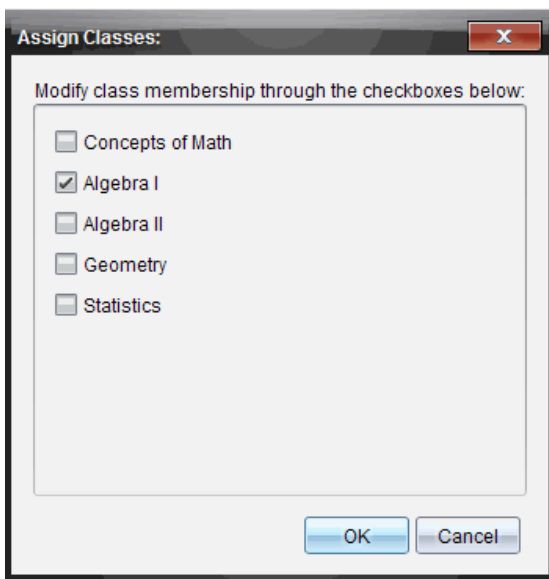 Assign Classes:
Modify class membership through the checkboxes below:
Concepts of Math
Algebra I
Algebra II
Geometry
Statistics
OK Cancel